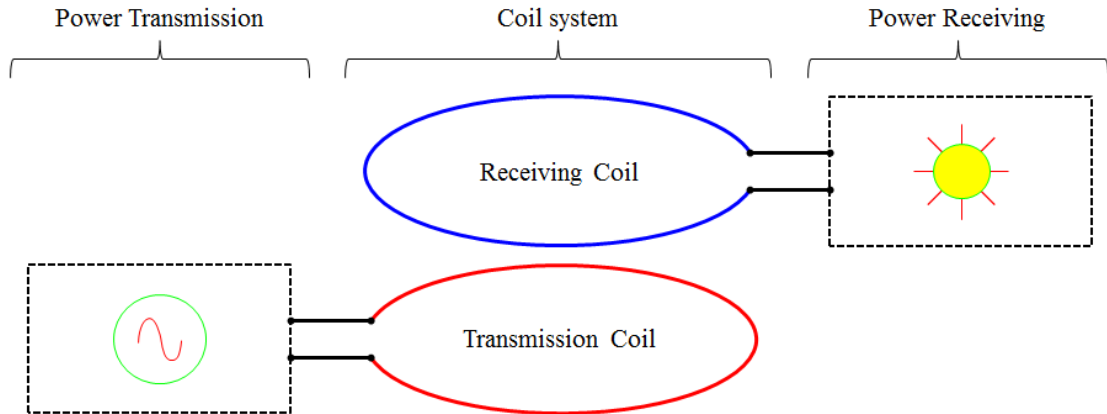 Power Transmission
Coil system
Power Receiving
Receiving Coil
Transmission Coil